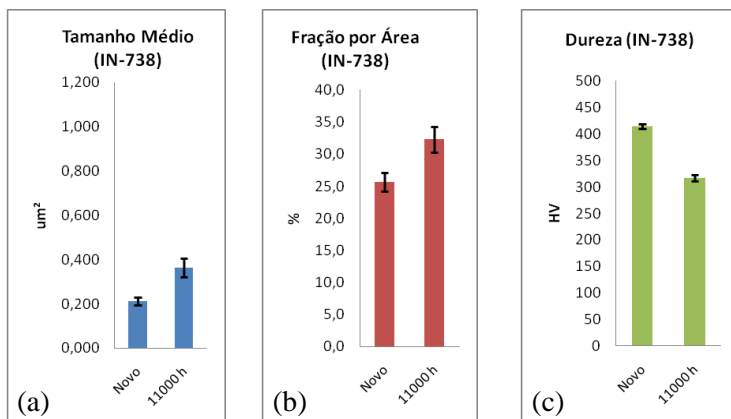 Tamanho Médio
(IN-738)
1,200
1,000
0,800
0,600
0,400
0,200
0,000
um²
Novo
11000 h
(a)
Fração por Área
(IN-738)
40,0
35,0
30,0
25,0
20,0
15,0
10,0
5,0
0,0
%
Novo
11000 h
(b)
Dureza (IN-738)
500
450
400
350
300
250
200
150
100
50
0
HV
Novo
11000 h
(c)